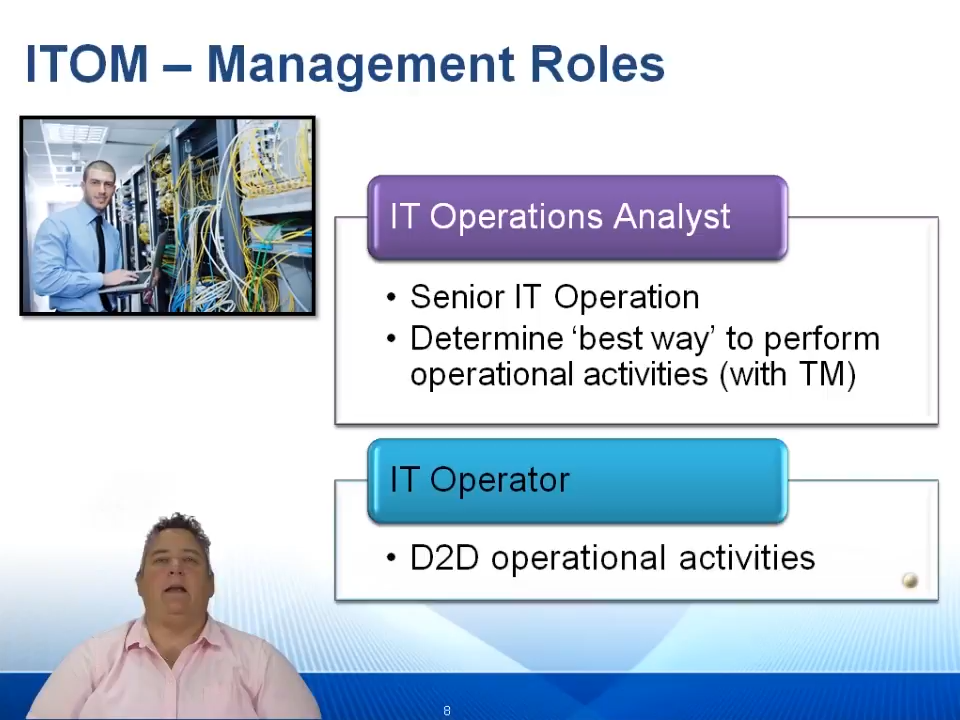 ITOM – Management Roles
IT Operations Analyst
• Senior IT Operation
• Determine ‘best way’ to perform
operational activities (with TM)
IT Operator
• D2D operational activities
8